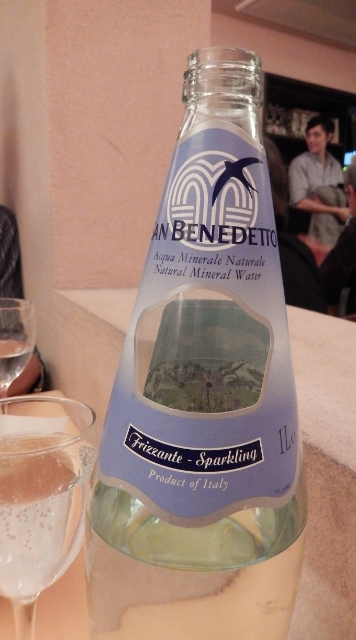 AN BENEDETTO
Acqua Minerale Naturale
Natural Mineral Water
Frizzante - Sparkling
1L
Product of Italy